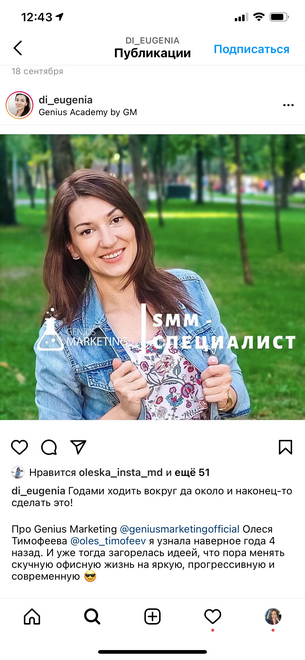 12:43
DI_EUGENIA
Публикации
Подписаться
18 сентября
di_eugenia
Genius Academy by GM
GENIUS
MARKETING
SMM -
СПЕЦИАЛИСТ
Нравится oleska_insta_md и ещё 51
di_eugenia Годами ходить вокруг да около и наконец-то
сделать это!
Про Genius Marketing @geniusmarketingofficial Олеся
Тимофеева @oles_timofeev я узнала наверное года 4
назад. И уже тогда загорелась идеей, что пора менять
скучную офисную жизнь на яркую, прогрессивную и
современную 😎